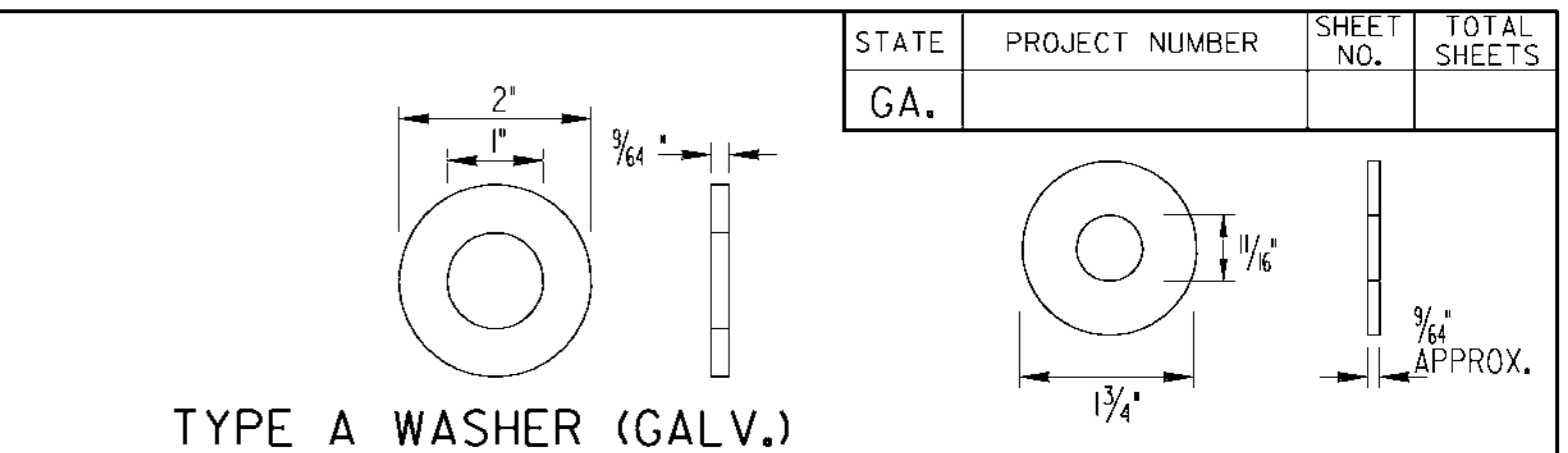 STATE PROJECT NUMBER SHEET NO. TOTAL SHEETS
GA.
2"
1"
9/64 "
11/16"
1 3/4"
9/64"
APPROX.
TYPE A WASHER (GALV.)